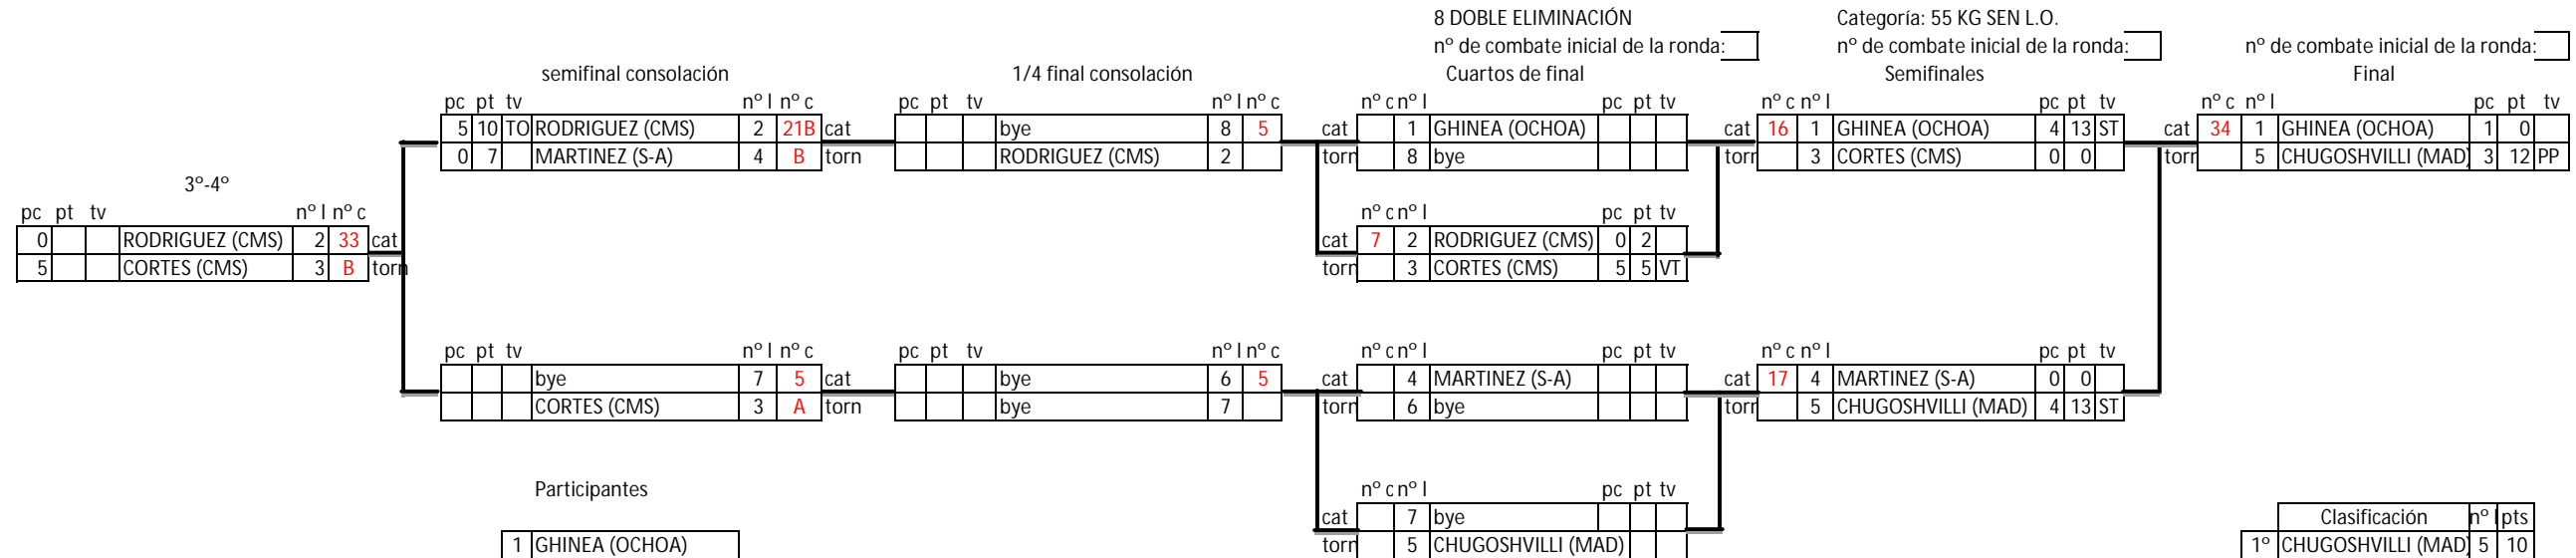 8 DOBLE ELIMINACIÓN Categoría: 55 KG SEN L.O.
nº de combate inicial de la ronda: nº de combate inicial de la ronda: nº de combate inicial de la ronda:
semifinal consolación 1/4 final consolación Cuartos de final Semifinales Final
pc pt tv nº l nº c pc pt tv nº l nº c nº c nº l pc pt tv nº c nº l pc pt tv nº c nº l pc pt tv
5 10 TO RODRIGUEZ (CMS) 2 21B cat bye 8 5 cat 1 GHINEA (OCHOA) cat 16 1 GHINEA (OCHOA) 4 13 ST cat 34 1 GHINEA (OCHOA) 1 0
0 7 MARTINEZ (S-A) 4 B torn RODRIGUEZ (CMS) 2 torn 8 bye torn 3 CORTES (CMS) 0 0 torn 5 CHUGOSHVILLI (MAD) 3 12 PP
3º-4º
pc pt tv nº l nº c nº c nº l pc pt tv
0 RODRIGUEZ (CMS) 2 33 cat cat 7 2 RODRIGUEZ (CMS) 0 2
5 CORTES (CMS) 3 B torn torn 3 CORTES (CMS) 5 5 VT
pc pt tv nº l nº c pc pt tv nº l nº c nº c nº l pc pt tv nº c nº l pc pt tv
bye 7 5 cat bye 6 5 cat 4 MARTINEZ (S-A) cat 17 4 MARTINEZ (S-A) 0 0
CORTES (CMS) 3 A torn bye 7 torn 6 bye torn 5 CHUGOSHVILLI (MAD) 4 13 ST
Participantes nº c nº l pc pt tv
cat 7 bye Clasificación nº l pts
1 GHINEA (OCHOA) torn 5 CHUGOSHVILLI (MAD) 1º CHUGOSHVILLI (MAD) 5 10